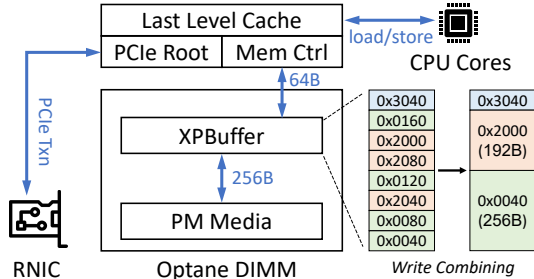 Last Level Cache
PCIe Root
Mem Ctrl
load/store
CPU Cores
64B
PCIe Txn
XPBuffer
256B
PM Media
RNIC
Optane DIMM
0x3040
0x0160
0x2000
0x2080
0x0120
0x2040
0x0080
0x0040
0x3040
0x2000
(192B)
0x0040
(256B)
Write Combining